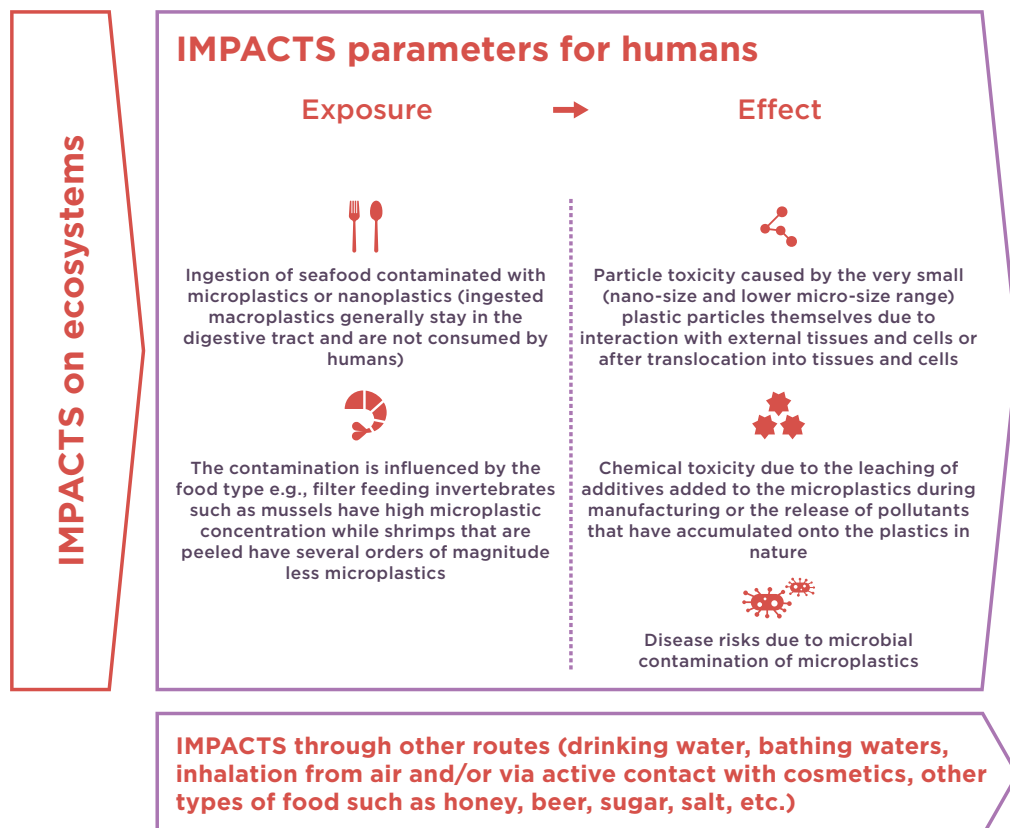 IMPACTS on ecosystems
IMPACTS parameters for humans
Exposure
Effect
Ingestion of seafood contaminated with
microplastics or nanoplastics (ingested
macroplastics generally stay in the
digestive tract and are not consumed by
humans)
The contamination is influenced by the
food type e.g., filter feeding invertebrates
such as mussels have high microplastic
concentration while shrimps that are
peeled have several orders of magnitude
less microplastics
Particle toxicity caused by the very small
(nano-size and lower micro-size range)
plastic particles themselves due to
interaction with external tissues and cells or
after translocation into tissues and cells
Chemical toxicity due to the leaching of
additives added to the microplastics during
manufacturing or the release of pollutants
that have accumulated onto the plastics in
nature
Disease risks due to microbial
contamination of microplastics
IMPACTS through other routes (drinking water, bathing waters,
inhalation from air and/or via active contact with cosmetics, other
types of food such as honey, beer, sugar, salt, etc.)